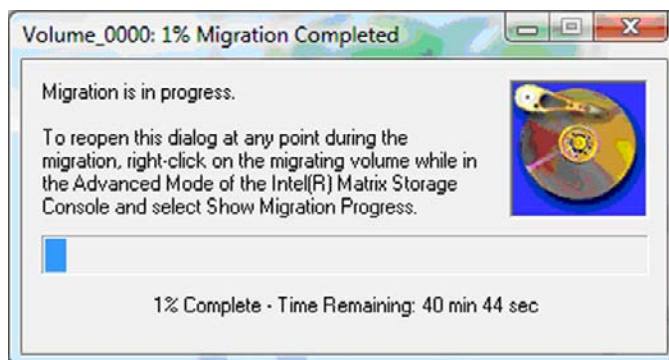 Volume_0000: 1% Migration Completed
Migration is in progress.
To reopen this dialog at any point during the
migration, right-click on the migrating volume while in
the Advanced Mode of the Intel(R) Matrix Storage
Console and select Show Migration Progress.
1% Complete - Time Remaining: 40 min 44 sec